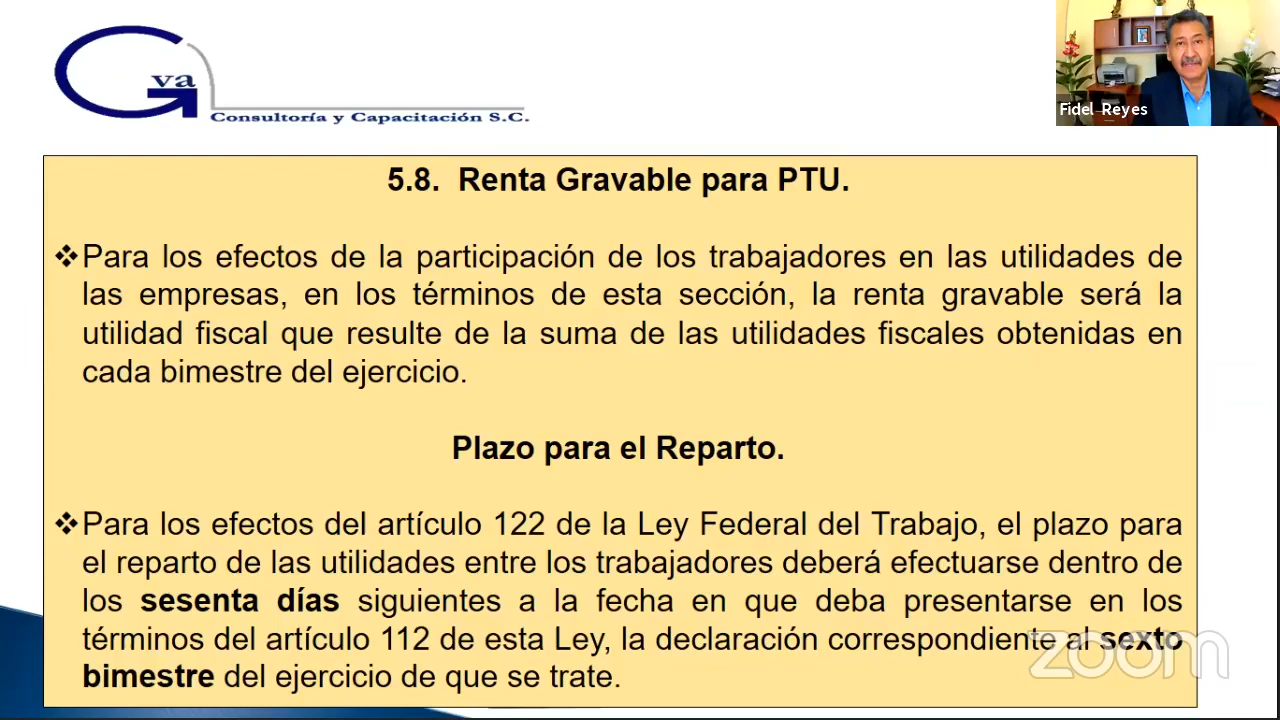 Gva
Consultoría y Capacitación S.C.
Fidel Reyes
5.8. Renta Gravable para PTU.
❖Para los efectos de la participación de los trabajadores en las utilidades de
las empresas, en los términos de esta sección, la renta gravable será la
utilidad fiscal que resulte de la suma de las utilidades fiscales obtenidas en
cada bimestre del ejercicio.
Plazo para el Reparto.
❖Para los efectos del artículo 122 de la Ley Federal del Trabajo, el plazo para
el reparto de las utilidades entre los trabajadores deberá efectuarse dentro de
los sesenta días siguientes a la fecha en que deba presentarse en los
términos del artículo 112 de esta Ley, la declaración correspondiente al sexto
bimestre del ejercicio de que se trate.
zoom